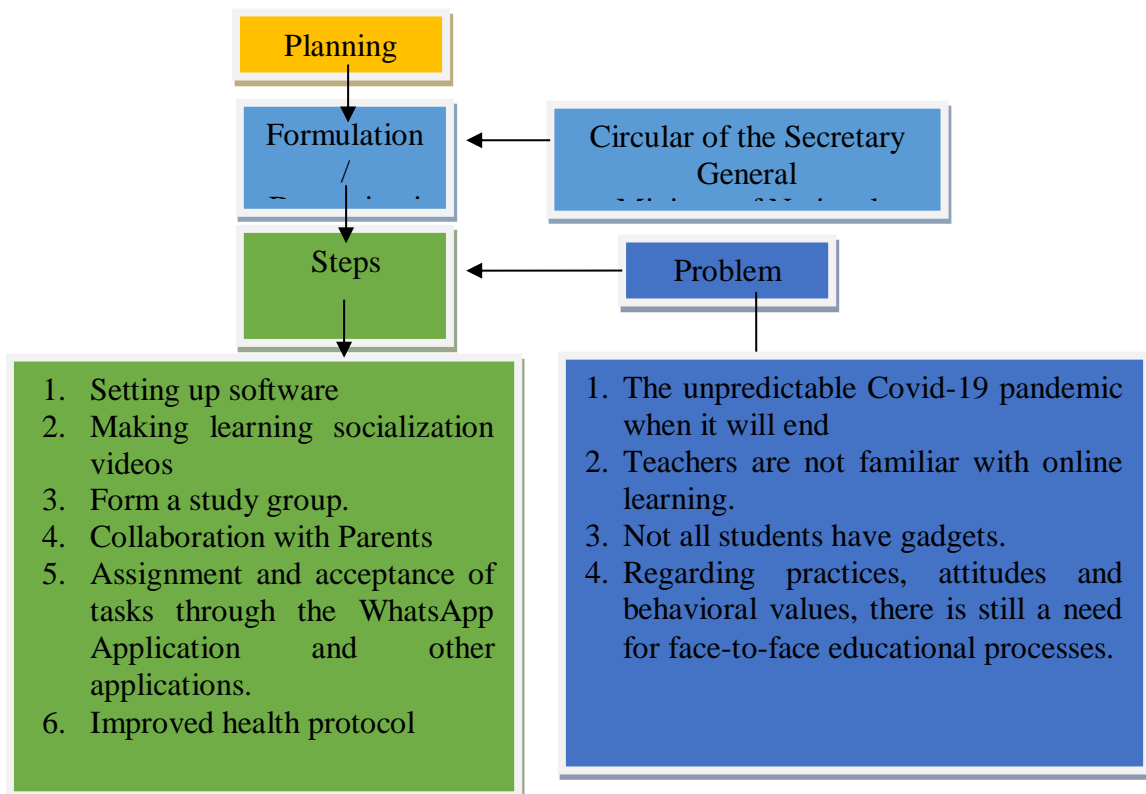 Planning
Formulation
/
Circular of the Secretary
General
Steps
Problem
1. Setting up software
2. Making learning socialization
videos
3. Form a study group.
4. Collaboration with Parents
5. Assignment and acceptance of
tasks through the WhatsApp
Application and other
applications.
6. Improved health protocol
1. The unpredictable Covid-19 pandemic
when it will end
2. Teachers are not familiar with online
learning.
3. Not all students have gadgets.
4. Regarding practices, attitudes and
behavioral values, there is still a need
for face-to-face educational processes.